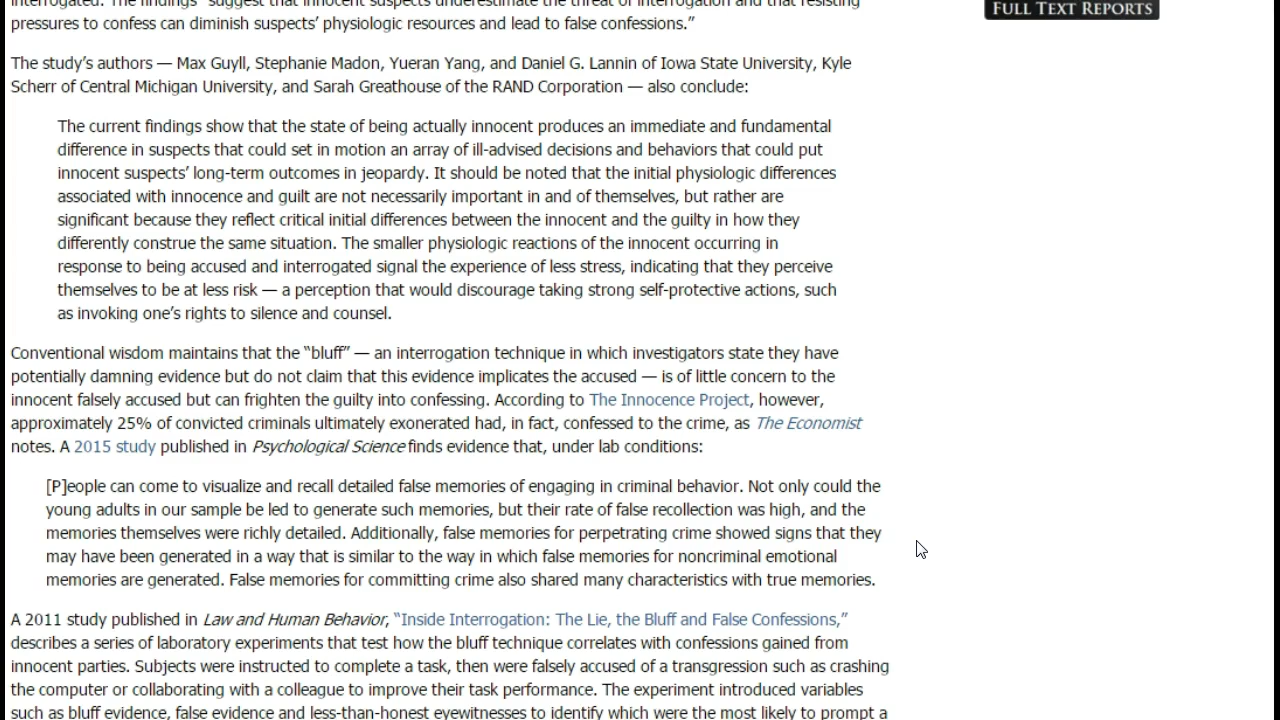 interrogated. The findings “suggest that innocent suspects underestimate the threat of interrogation and that resisting
pressures to confess can diminish suspects’ physiologic resources and lead to false confessions.”
FULL TEXT REPORTS
The study’s authors — Max Guyll, Stephanie Madon, Yueran Yang, and Daniel G. Lannin of Iowa State University, Kyle
Scherr of Central Michigan University, and Sarah Greathouse of the RAND Corporation — also conclude:
The current findings show that the state of being actually innocent produces an immediate and fundamental
difference in suspects that could set in motion an array of ill-advised decisions and behaviors that could put
innocent suspects’ long-term outcomes in jeopardy. It should be noted that the initial physiologic differences
associated with innocence and guilt are not necessarily important in and of themselves, but rather are
significant because they reflect critical initial differences between the innocent and the guilty in how they
differently construe the same situation. The smaller physiologic reactions of the innocent occurring in
response to being accused and interrogated signal the experience of less stress, indicating that they perceive
themselves to be at less risk — a perception that would discourage taking strong self-protective actions, such
as invoking one’s rights to silence and counsel.
Conventional wisdom maintains that the “bluff” — an interrogation technique in which investigators state they have
potentially damning evidence but do not claim that this evidence implicates the accused — is of little concern to the
innocent falsely accused but can frighten the guilty into confessing. According to The Innocence Project, however,
approximately 25% of convicted criminals ultimately exonerated had, in fact, confessed to the crime, as The Economist
notes. A 2015 study published in Psychological Science finds evidence that, under lab conditions:
[P]eople can come to visualize and recall detailed false memories of engaging in criminal behavior. Not only could the
young adults in our sample be led to generate such memories, but their rate of false recollection was high, and the
memories themselves were richly detailed. Additionally, false memories for perpetrating crime showed signs that they
may have been generated in a way that is similar to the way in which false memories for noncriminal emotional
memories are generated. False memories for committing crime also shared many characteristics with true memories.
A 2011 study published in Law and Human Behavior, “Inside Interrogation: The Lie, the Bluff and False Confessions,”
describes a series of laboratory experiments that test how the bluff technique correlates with confessions gained from
innocent parties. Subjects were instructed to complete a task, then were falsely accused of a transgression such as crashing
the computer or collaborating with a colleague to improve their task performance. The experiment introduced variables
such as bluff evidence, false evidence and less-than-honest eyewitnesses to identify which were the most likely to prompt a